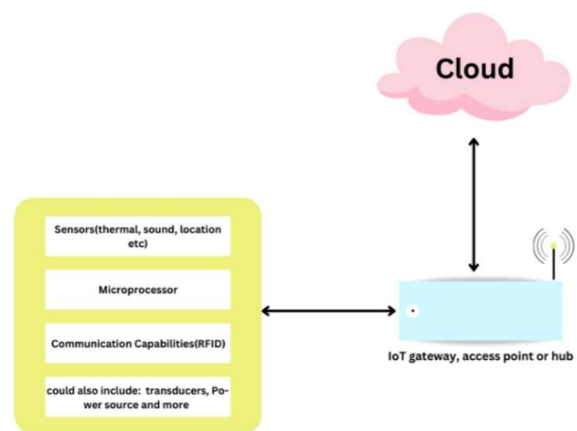 Cloud
Sensors(thermal, sound, location
etc)
Microprocessor
Communication Capabilities(RFID)
could also include: transducers, Po-
wer source and more
IoT gateway, access point or hub